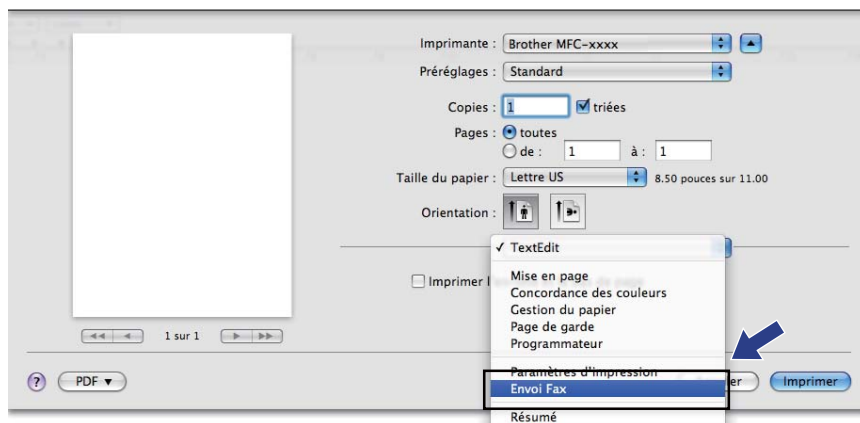 Imprimante : Brother MFC-xxxx
Préréglages : Standard
Copies : 1 triées
Pages : toutes
de : 1 à : 1
Taille du papier : Lettre US 8.50 pouces sur 11.00
Orientation :
✓ TextEdit
Imprimer
Mise en page
Concordance des couleurs
Gestion du papier
Page de garde
Programmateur
Paramètres d'impression
Envoi Fax
Résumé
1 sur 1
? PDF ▼
er Imprimer